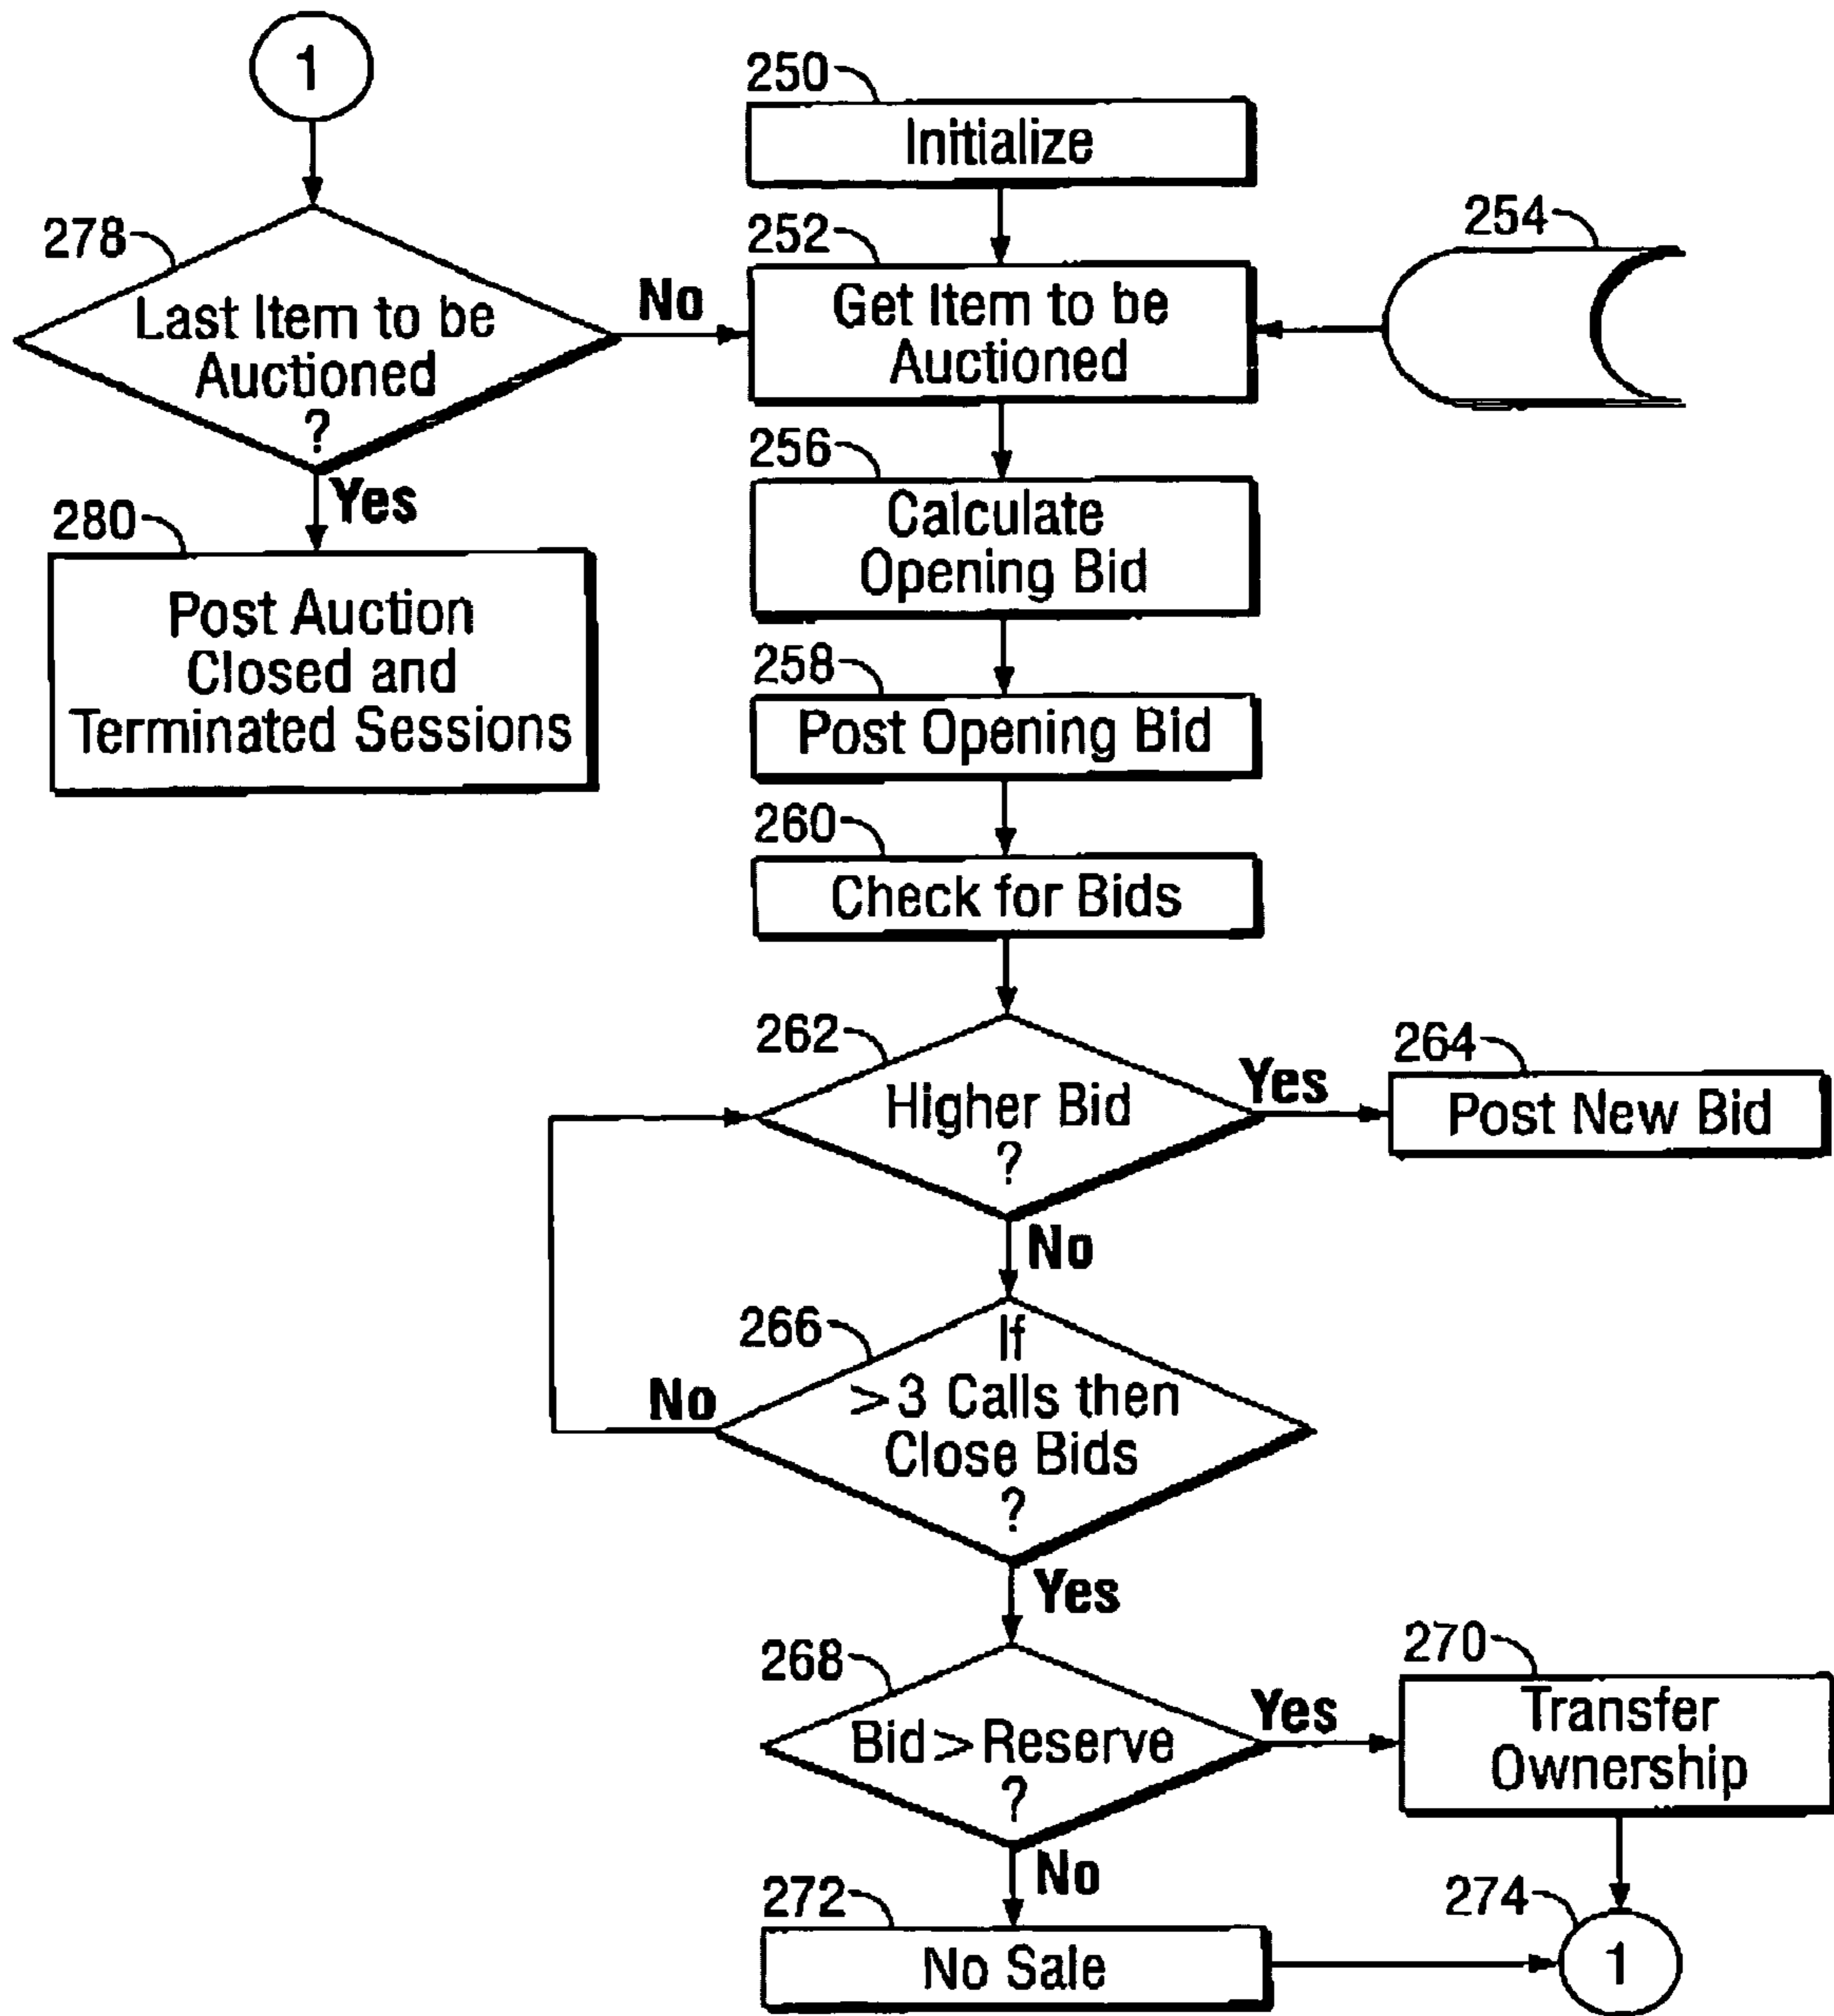 1
278
Last Item to be
Auctioned
?
No
Yes
280
Post Auction
Closed and
Terminated Sessions
250
Initialize
252
Get Item to be
Auctioned
254
256
Calculate
Opening Bid
258
Post Opening Bid
260
Check for Bids
262
Higher Bid
?
Yes
264
Post New Bid
No
266
If
>3 Calls then
Close Bids
?
No
Yes
268
Bid>Reserve
?
Yes
270
Transfer
Ownership
No
272
No Sale
274
1